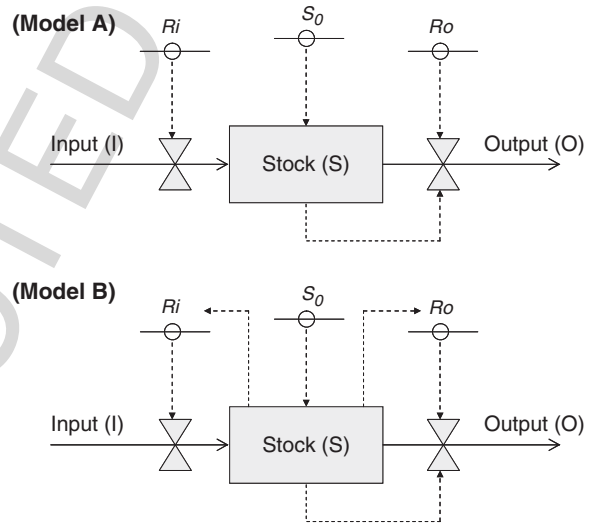 (Model A)
Ri
S0
Ro
Input (I)
Stock (S)
Output (O)
(Model B)
Ri
S0
Ro
Input (I)
Stock (S)
Output (O)